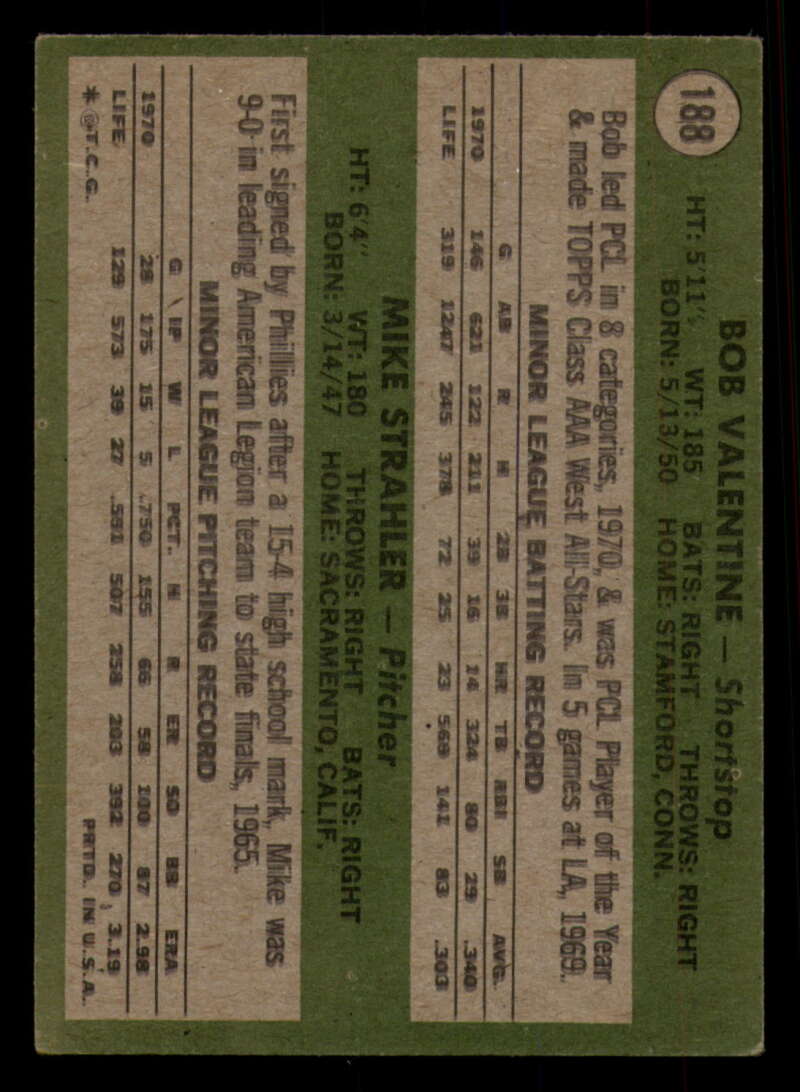 188
BOB VALENTINE — Shortstop
HT: 5'11" WT: 185 BATS: RIGHT THROWS: RIGHT
BORN: 5/13/50 HOME: STAMFORD, CONN.
Bob led PCL in 8 categories, 1970, & was PCL Player of the Year
& made TOPPS Class AAA West All-Stars. In 5 games at LA, 1969.
MINOR LEAGUE BATTING RECORD
G AB R H 2B 3B HR TB RBI SB AVG.
1970 146 621 122 211 39 16 14 324 80 29 .340
LIFE 319 1247 245 378 72 25 23 569 141 83 .303
MIKE STRAHLER — Pitcher
HT: 6'4" WT: 180 THROWS: RIGHT BATS: RIGHT
BORN: 3/14/47 HOME: SACRAMENTO, CALIF.
First signed by Phillies after a 15-4 high school mark, Mike was
9-0 in leading American Legion team to state finals, 1965.
MINOR LEAGUE PITCHING RECORD
G IP W L PCT. H R ER SO BB ERA
1970 28 175 15 5 .750 155 66 58 100 87 2.98
LIFE 129 573 39 27 .591 507 258 203 392 270 3.19
* ©T.C.G. PRTD. IN U.S.A.